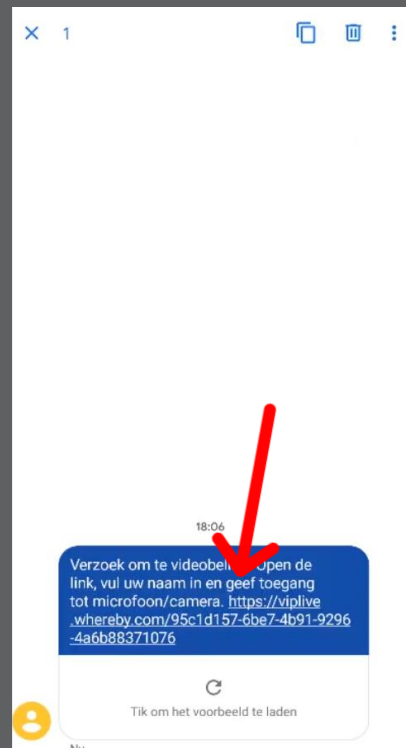 1
18:06
Verzoek om te Open de
link, vul uw naam in en geef toegang
tot microfoon/camera. https://viplive
.whereby.com/95c1d157-6be7-4b91-9296
-4a6b88371076
Tik om het voorbeeld te laden
Nu